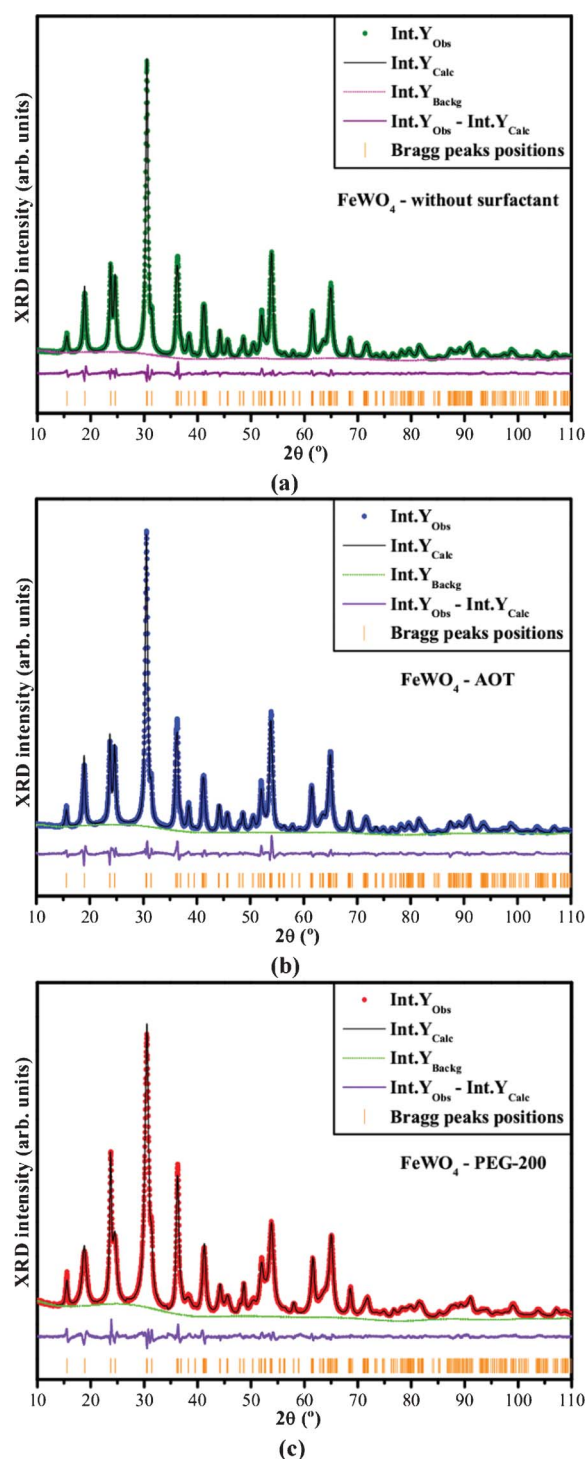 XRD intensity (arb. units)
Int.Y_Obs
Int.Y_Calc
Int.Y_Backg
Int.Y_Obs - Int.Y_Calc
Bragg peaks positions
FeWO₄ - without surfactant
10 20 30 40 50 60 70 80 90 100 110
2θ (º)
(a)
XRD intensity (arb. units)
Int.Y_Obs
Int.Y_Calc
Int.Y_Backg
Int.Y_Obs - Int.Y_Calc
Bragg peaks positions
FeWO₄ - AOT
10 20 30 40 50 60 70 80 90 100 110
2θ (º)
(b)
XRD intensity (arb. units)
Int.Y_Obs
Int.Y_Calc
Int.Y_Backg
Int.Y_Obs - Int.Y_Calc
Bragg peaks positions
FeWO₄ - PEG-200
10 20 30 40 50 60 70 80 90 100 110
2θ (º)
(c)